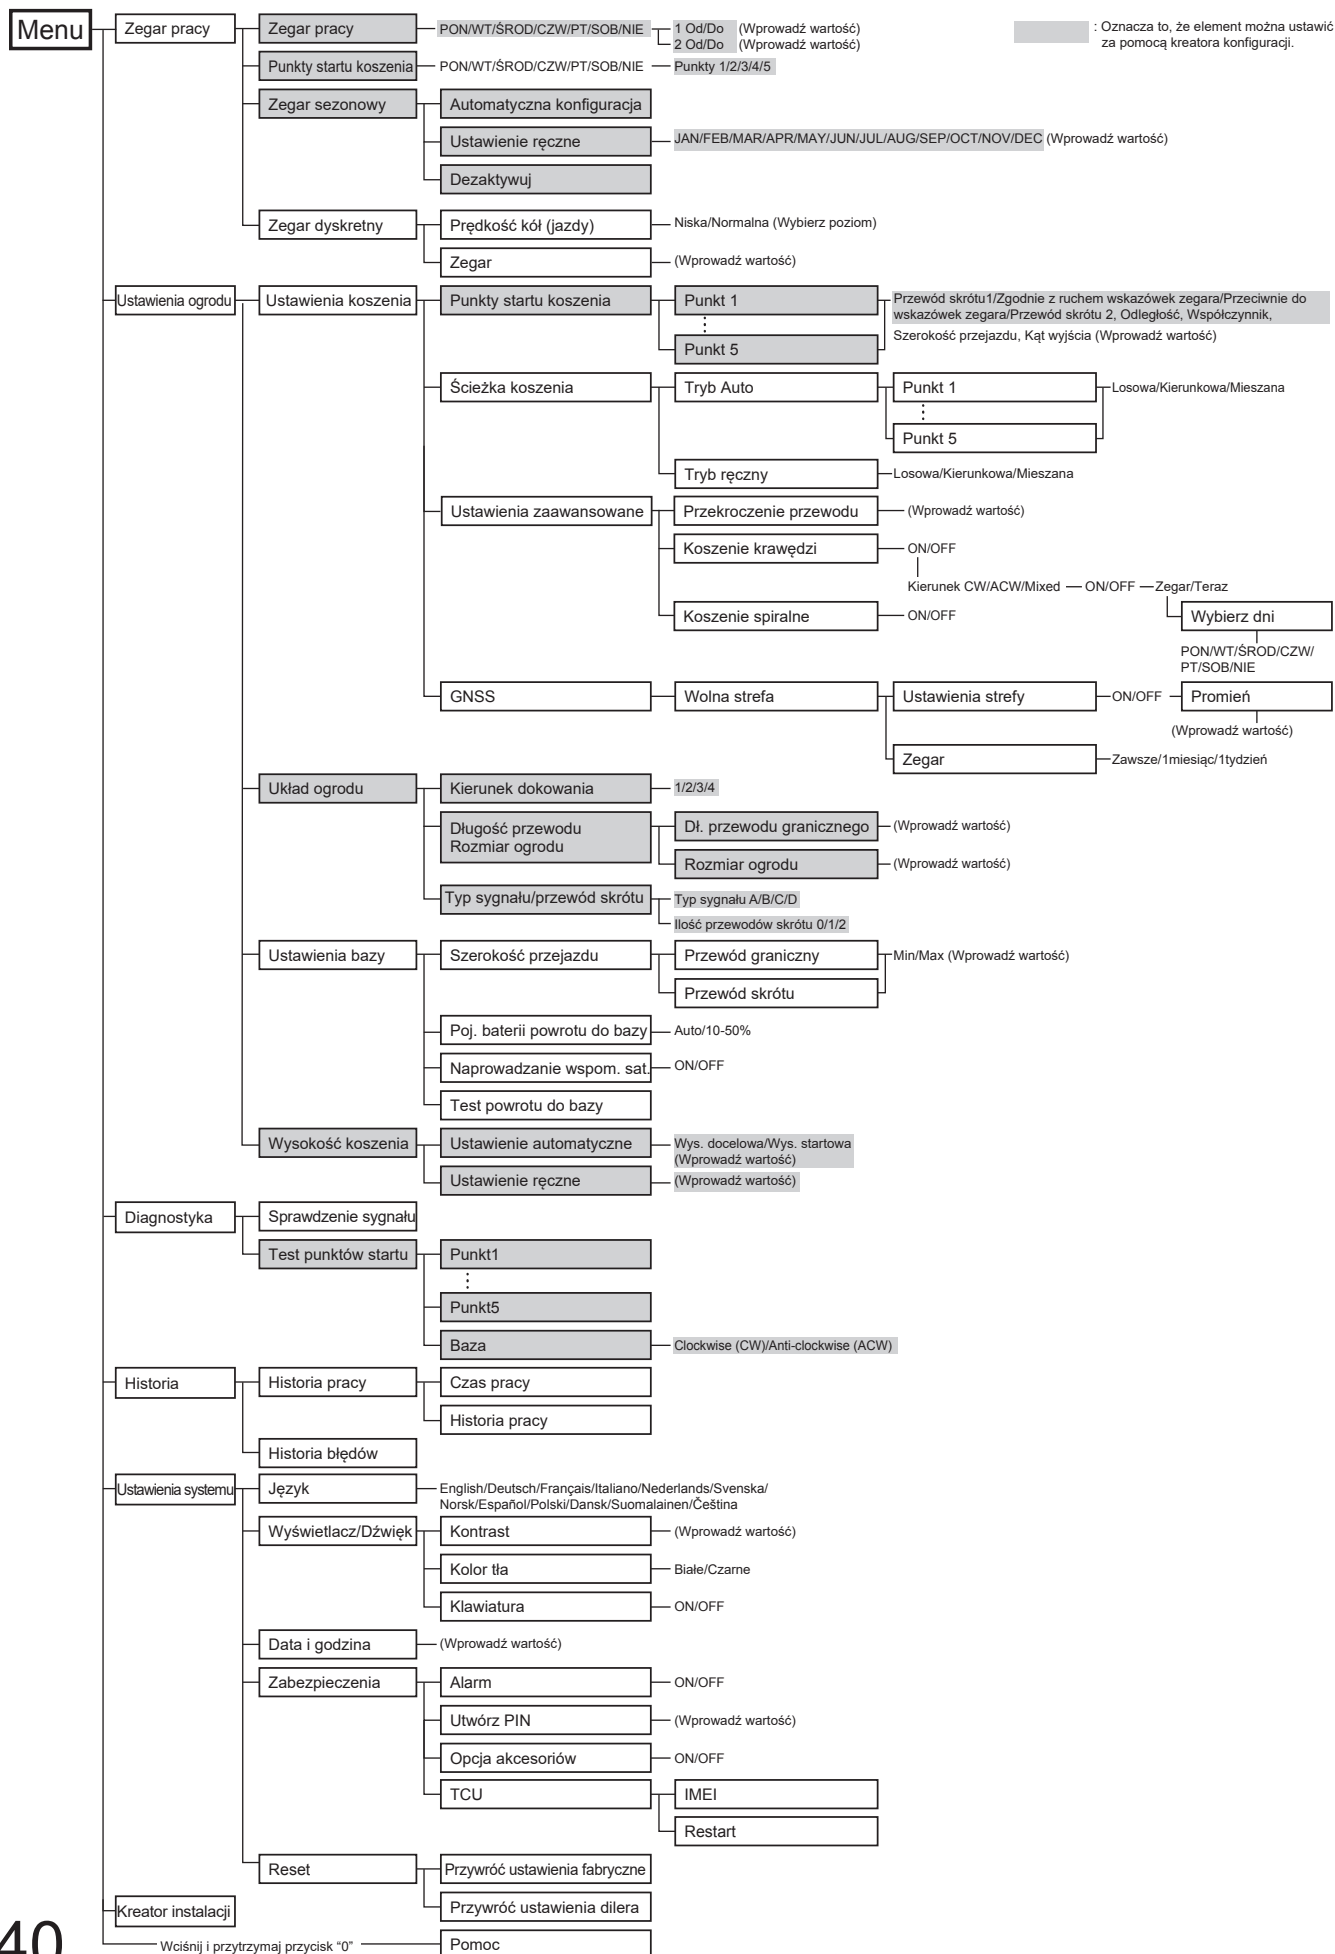 Menu
Zegar pracy
Zegar pracy
PON/WT/ŚROD/CZW/PT/SOB/NIE
1 Od/Do (Wprowadź wartość)
2 Od/Do (Wprowadź wartość)
: Oznacza to, że element można ustawić
za pomocą kreatora konfiguracji.
Punkty startu koszenia
PON/WT/ŚROD/CZW/PT/SOB/NIE
Punkty 1/2/3/4/5
Zegar sezonowy
Automatyczna konfiguracja
Ustawienie ręczne
JAN/FEB/MAR/APR/MAY/JUN/JUL/AUG/SEP/OCT/NOV/DEC (Wprowadź wartość)
Dezaktywuj
Zegar dyskretny
Prędkość kół (jazdy)
Niska/Normalna (Wybierz poziom)
Zegar
(Wprowadź wartość)
Ustawienia ogrodu
Ustawienia koszenia
Punkty startu koszenia
Punkt 1
Przewód skrótu1/Zgodnie z ruchem wskazówek zegara/Przeciwnie do
wskazówek zegara/Przewód skrótu 2, Odległość, Współczynnik,
Szerokość przejazdu, Kąt wyjścia (Wprowadź wartość)
Punkt 5
Ścieżka koszenia
Tryb Auto
Punkt 1
Losowa/Kierunkowa/Mieszana
Punkt 5
Tryb ręczny
Losowa/Kierunkowa/Mieszana
Ustawienia zaawansowane
Przekroczenie przewodu
(Wprowadź wartość)
Koszenie krawędzi
ON/OFF
Kierunek CW/ACW/Mixed
ON/OFF
Zegar/Teraz
Koszenie spiralne
ON/OFF
Wybierz dni
PON/WT/ŚROD/CZW/
PT/SOB/NIE
GNSS
Wolna strefa
Ustawienia strefy
ON/OFF
Promień
(Wprowadź wartość)
Zegar
Zawsze/1miesiąc/1tydzień
Układ ogrodu
Kierunek dokowania
1/2/3/4
Długość przewodu
Rozmiar ogrodu
Dł. przewodu granicznego
(Wprowadź wartość)
Rozmiar ogrodu
(Wprowadź wartość)
Typ sygnału/przewód skrótu
Typ sygnału A/B/C/D
Ilość przewodów skrótu 0/1/2
Ustawienia bazy
Szerokość przejazdu
Przewód graniczny
Min/Max (Wprowadź wartość)
Przewód skrótu
Poj. baterii powrotu do bazy
Auto/10-50%
Naprowadzanie wspom. sat.
ON/OFF
Test powrotu do bazy
Wysokość koszenia
Ustawienie automatyczne
Wys. docelowa/Wys. startowa
(Wprowadź wartość)
Ustawienie ręczne
(Wprowadź wartość)
Diagnostyka
Sprawdzenie sygnału
Test punktów startu
Punkt1
Punkt5
Baza
Clockwise (CW)/Anti-clockwise (ACW)
Historia
Historia pracy
Czas pracy
Historia pracy
Historia błędów
Ustawienia systemu
Język
English/Deutsch/Français/Italiano/Nederlands/Svenska/
Norsk/Español/Polski/Dansk/Suomalainen/Čeština
Wyświetlacz/Dźwięk
Kontrast
(Wprowadź wartość)
Kolor tła
Białe/Czarne
Klawiatura
ON/OFF
Data i godzina
(Wprowadź wartość)
Zabezpieczenia
Alarm
ON/OFF
Utwórz PIN
(Wprowadź wartość)
Opcja akcesoriów
ON/OFF
TCU
IMEI
Restart
Reset
Przywróć ustawienia fabryczne
Przywróć ustawienia dilera
Kreator instalacji
Wciśnij i przytrzymaj przycisk “0”
Pomoc
40